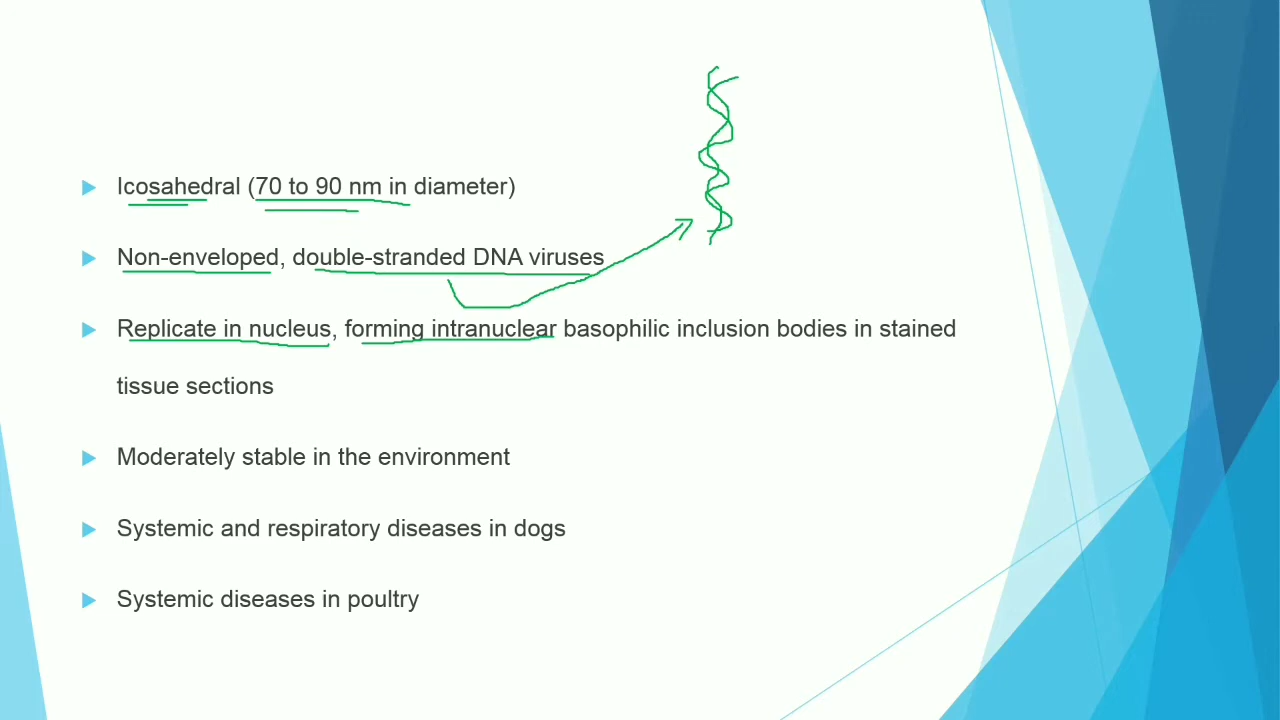 Icosahedral (70 to 90 nm in diameter)
Non-enveloped, double-stranded DNA viruses
Replicate in nucleus, forming intranuclear basophilic inclusion bodies in stained
tissue sections
Moderately stable in the environment
Systemic and respiratory diseases in dogs
Systemic diseases in poultry